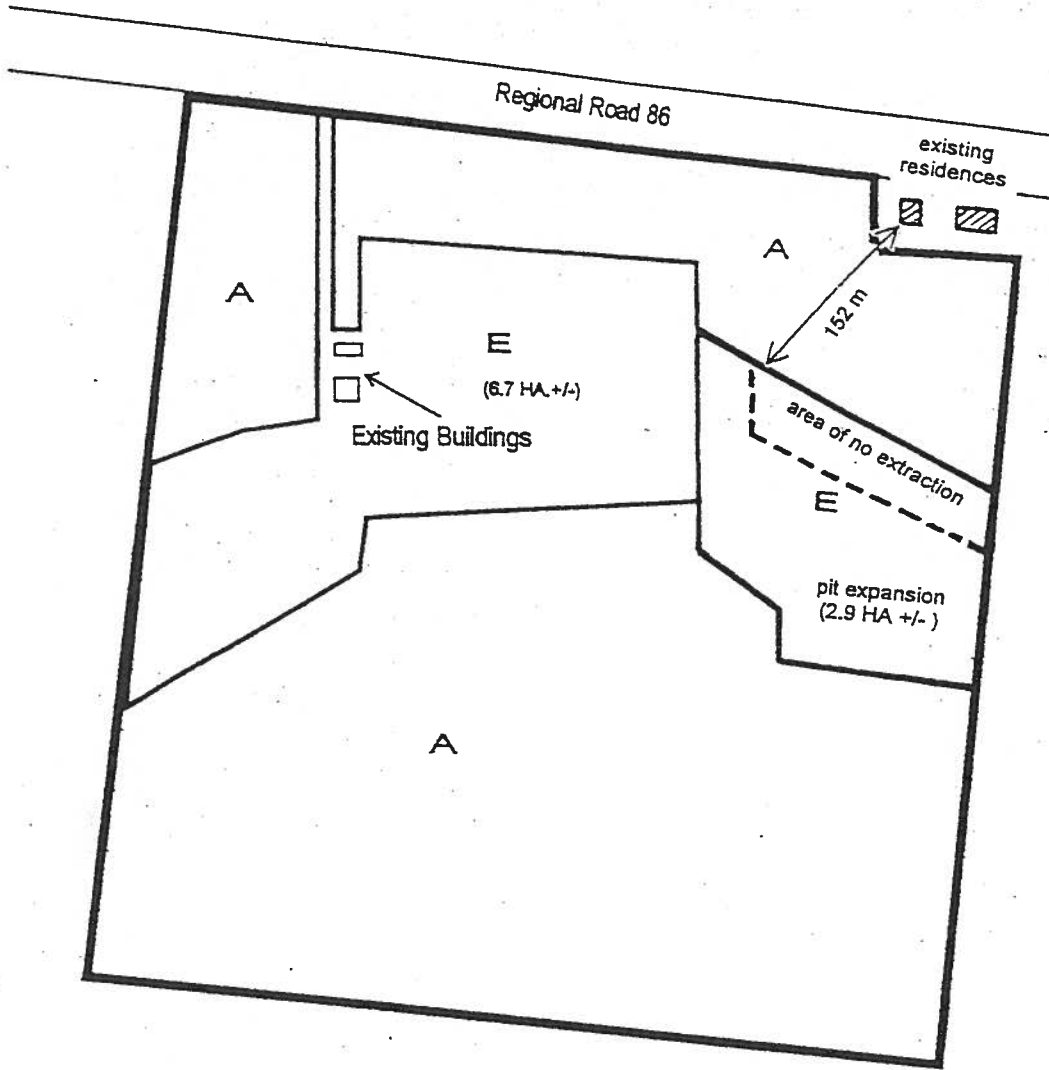 Regional Road 86
existing
residences
A
A
152 m
E
(6.7 HA.+/-)
Existing Buildings
area of no extraction
E
pit expansion
(2.9 HA +/- )
A